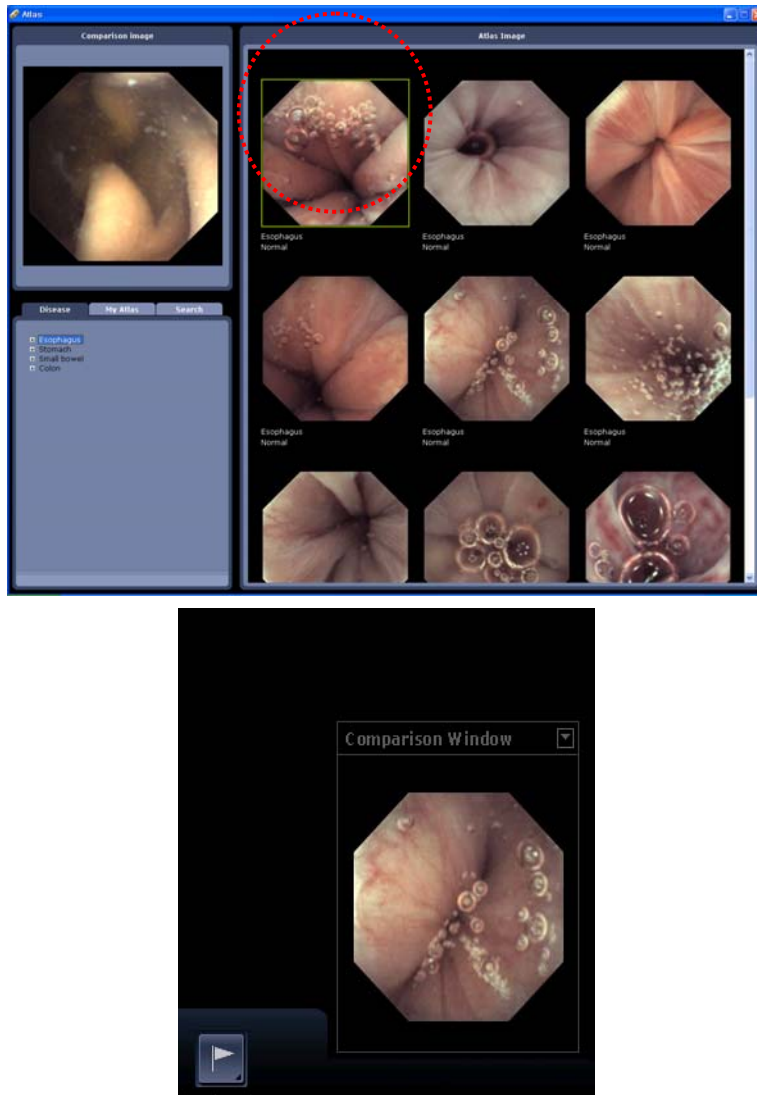 Atlas
Comparison image
Atlas Image
Esophagus
Normal
Esophagus
Normal
Esophagus
Normal
Disease
My Atlas
Search
Esophagus
Stomach
Small bowel
Colon
Esophagus
Normal
Esophagus
Normal
Esophagus
Normal
Comparison Window